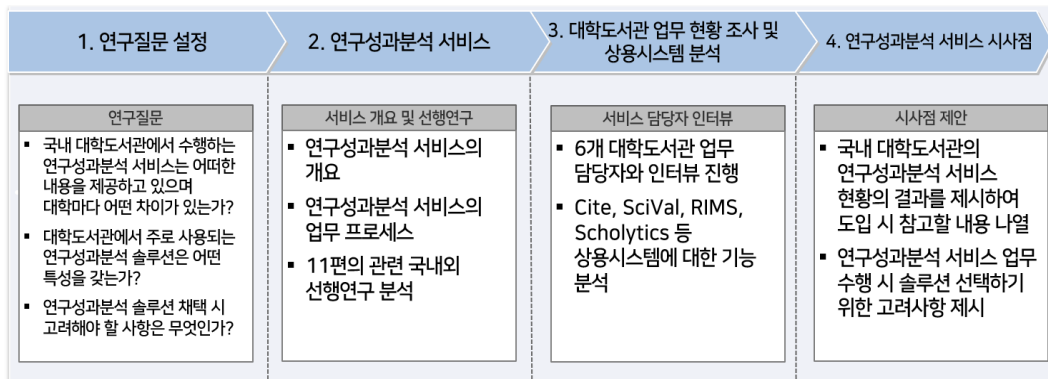 1. 연구질문 설정
2. 연구성과분석 서비스
3. 대학도서관 업무 현황 조사 및
상용시스템 분석
4. 연구성과분석 서비스 시사점
연구질문
▪ 국내 대학도서관에서 수행하는
연구성과분석 서비스는 어떠한
내용을 제공하고 있으며
대학마다 어떤 차이가 있는가?
▪ 대학도서관에서 주로 사용되는
연구성과분석 솔루션은 어떤
특성을 갖는가?
▪ 연구성과분석 솔루션 채택 시
고려해야 할 사항은 무엇인가?
서비스 개요 및 선행연구
▪ 연구성과분석 서비스의
개요
▪ 연구성과분석 서비스의
업무 프로세스
▪ 11편의 관련 국내외
선행연구 분석
서비스 담당자 인터뷰
▪ 6개 대학도서관 업무
담당자와 인터뷰 진행
▪ Cite, SciVal, RIMS,
Scholytics 등
상용시스템에 대한 기능
분석
시사점 제안
▪ 국내 대학도서관의
연구성과분석 서비스
현황의 결과를 제시하여
도입 시 참고할 내용 나열
▪ 연구성과분석 서비스 업무
수행 시 솔루션 선택하기
위한 고려사항 제시